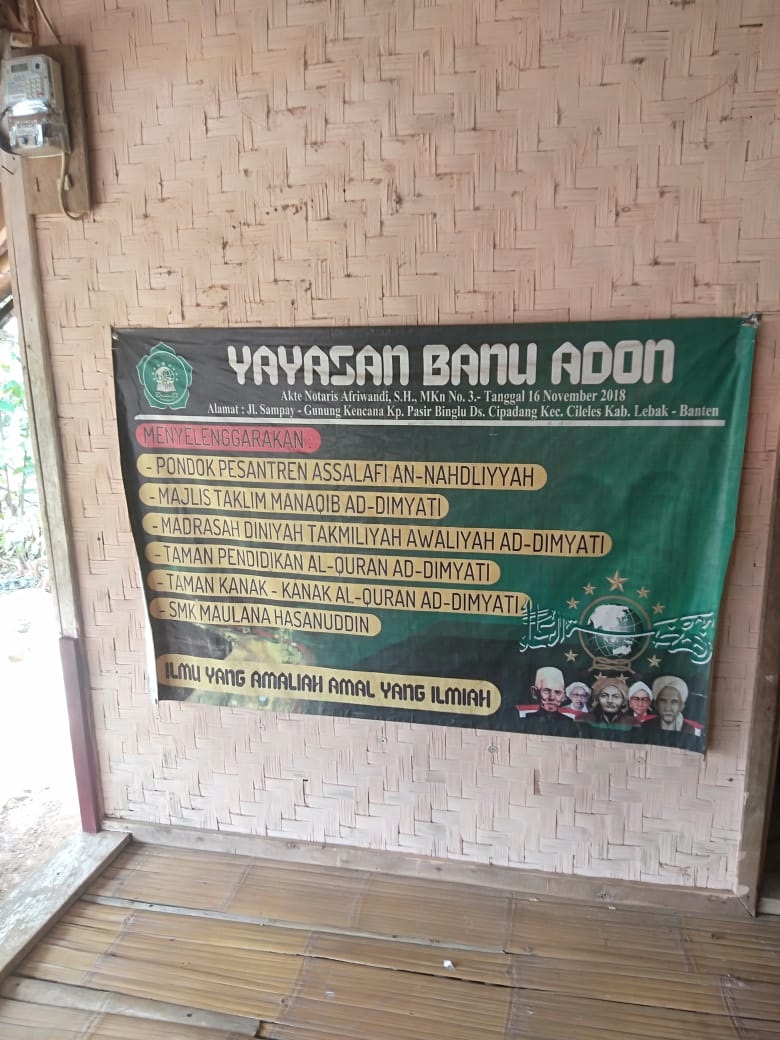 YAYASAN BANU ADON
Akte Notaris Afriwandi, S.H., MKn No. 3.- Tanggal 16 November 2018
Alamat : Jl. Sampay - Gunung Kencana Kp. Pasir Binglu Ds. Cipadang Kec. Cileles Kab. Lebak - Banten
MENYELENGGARAKAN :
- PONDOK PESANTREN ASSALAFI AN-NAHDLIYYAH
- MAJLIS TAKLIM MANAQIB AD-DIMYATI
- MADRASAH DINIYAH TAKMILIYAH AWALIYAH AD-DIMYATI
- TAMAN PENDIDIKAN AL-QURAN AD-DIMYATI
- TAMAN KANAK - KANAK AL-QURAN AD-DIMYATI
- SMK MAULANA HASANUDDIN
ILMU YANG AMALIAH AMAL YANG ILMIAH